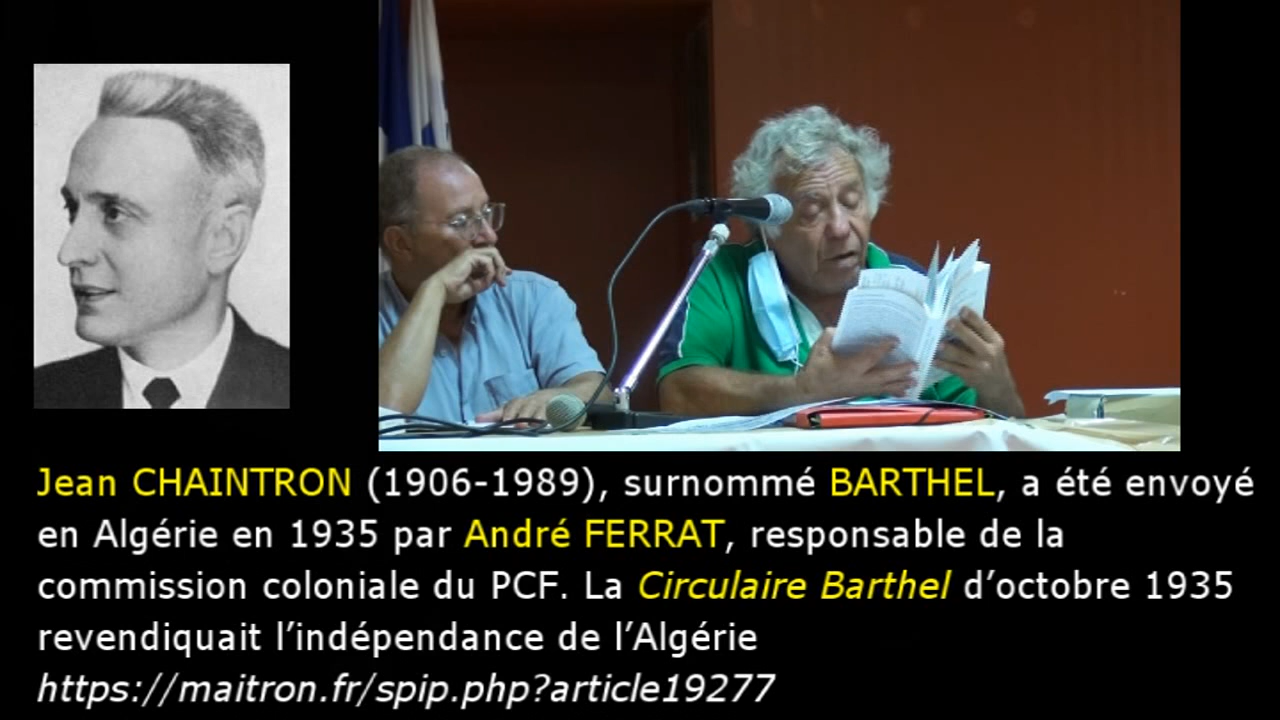 Jean CHAINTRON (1906-1989), surnommé BARTHEL, a été envoyé
en Algérie en 1935 par André FERRAT, responsable de la
commission coloniale du PCF. La Circulaire Barthel d’octobre 1935
revendiquait l’indépendance de l’Algérie
https://maitron.fr/spip.php?article19277